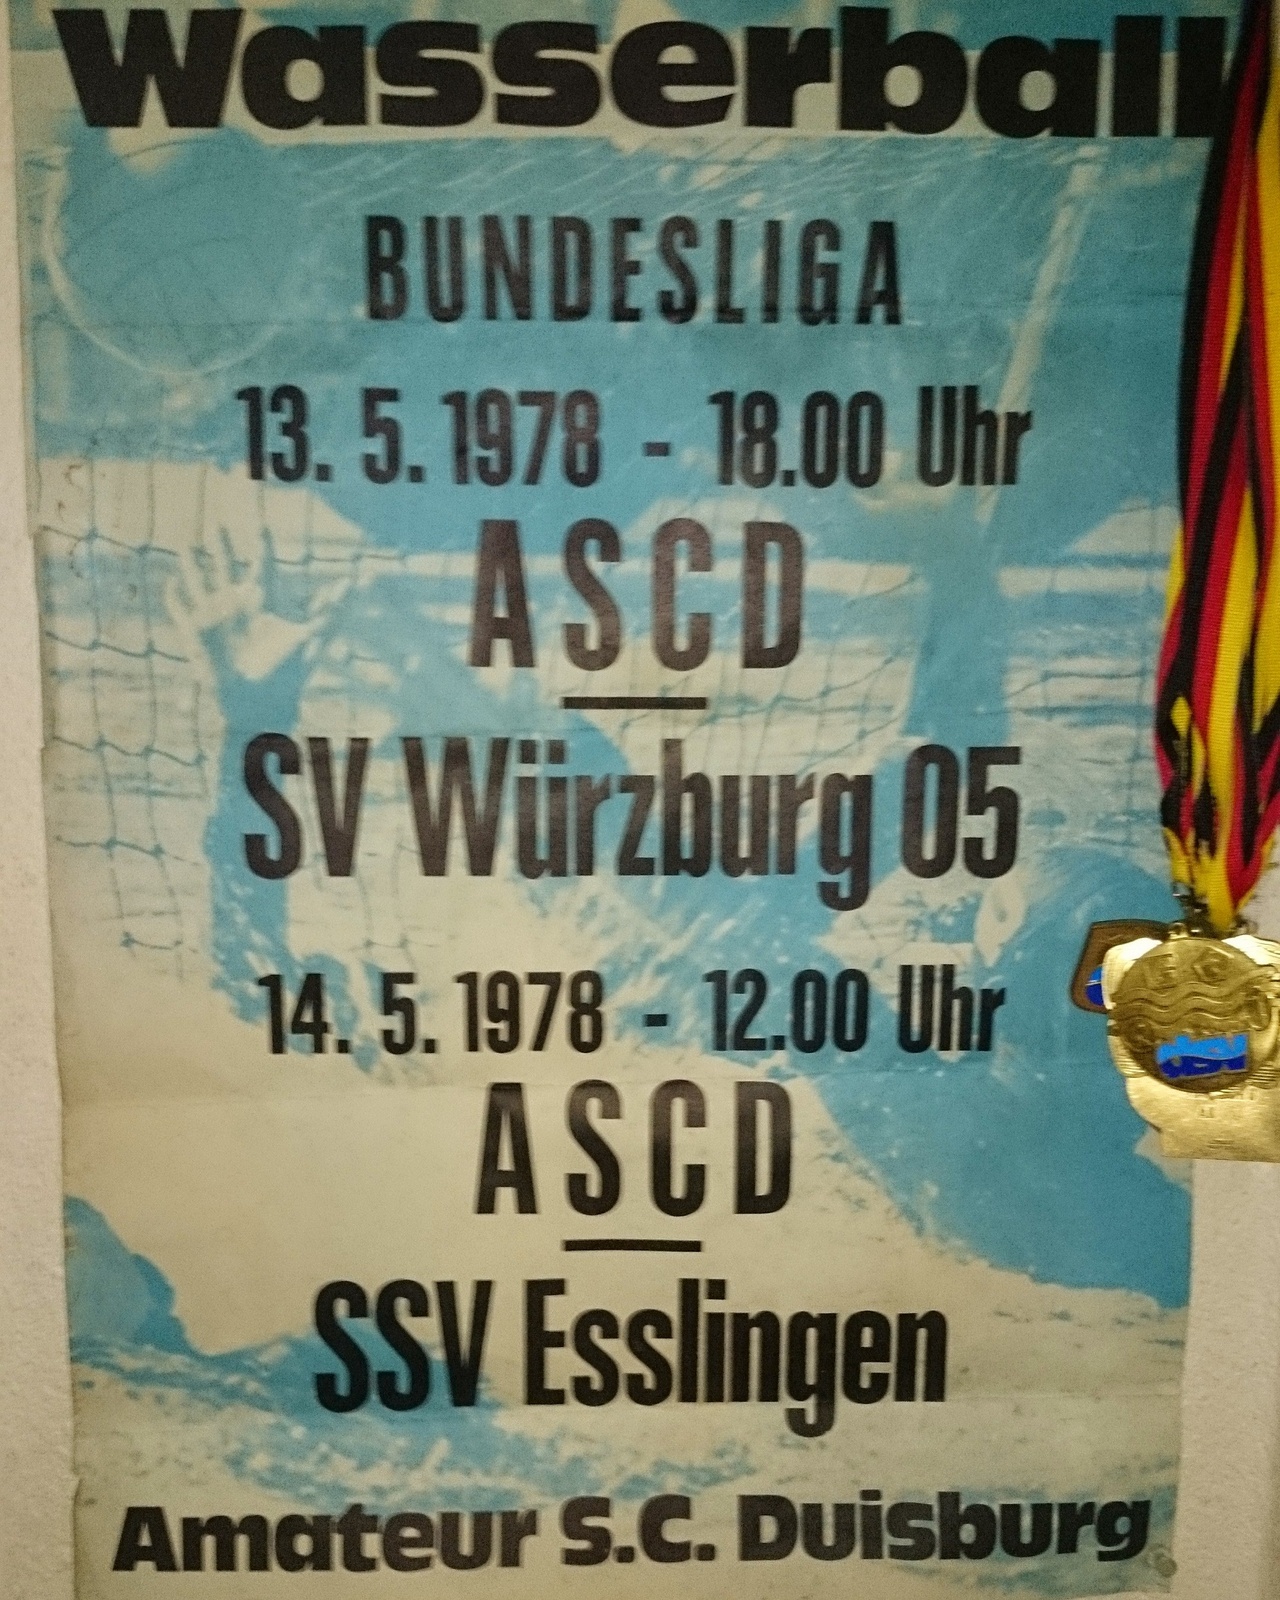 Wasserball
BUNDESLIGA
13. 5. 1978 - 18.00 Uhr
ASCD
SV Würzburg 05
14. 5. 1978 - 12.00 Uhr
ASCD
SSV Esslingen
Amateur S.C. Duisburg